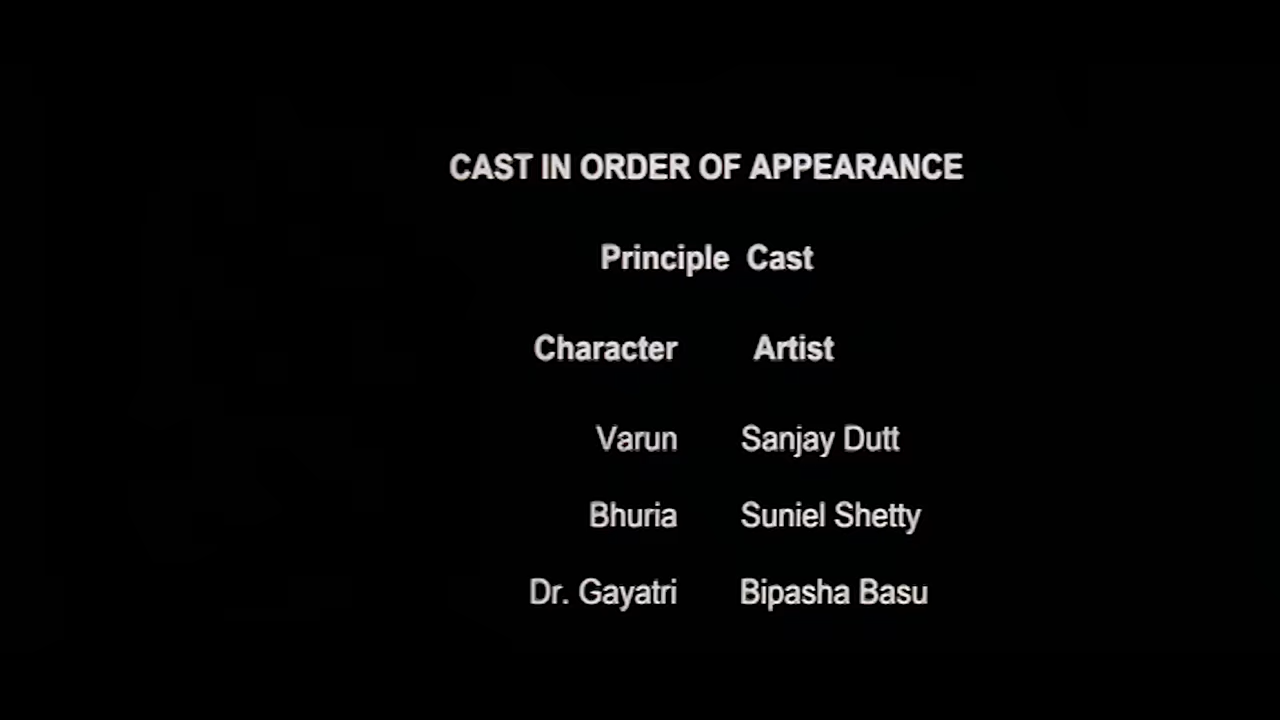 CAST IN ORDER OF APPEARANCE
Principle Cast
Character Artist
Varun Sanjay Dutt
Bhuria Suniel Shetty
Dr. Gayatri Bipasha Basu